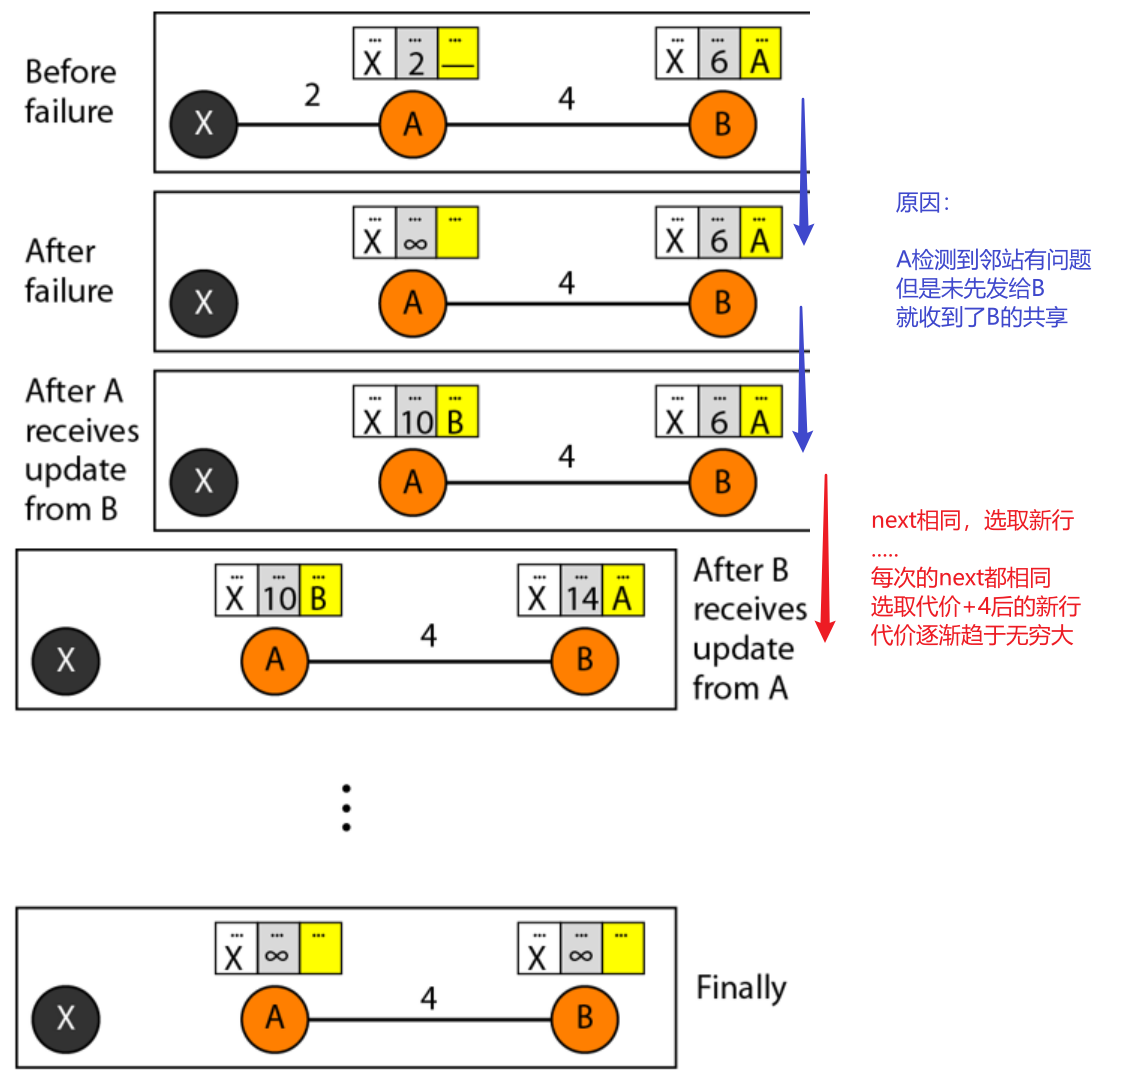 Before
failure
... ... ...
X 2 —
... ... ...
X 6 A
X
2
A
4
B
After
failure
... ... ...
X ∞
... ... ...
X 6 A
X
A
4
B
After A
receives
update
from B
... ... ...
X 10 B
... ... ...
X 6 A
X
A
4
B
原因：
A检测到邻站有问题
但是未先发给B
就收到了B的共享
next相同，选取新行
.....
每次的next都相同
选取代价+4后的新行
代价逐渐趋于无穷大
... ... ...
X 10 B
... ... ...
X 14 A
X
A
4
B
After B
receives
update
from A
... ... ...
X ∞
... ... ...
X ∞
X
A
4
B
Finally